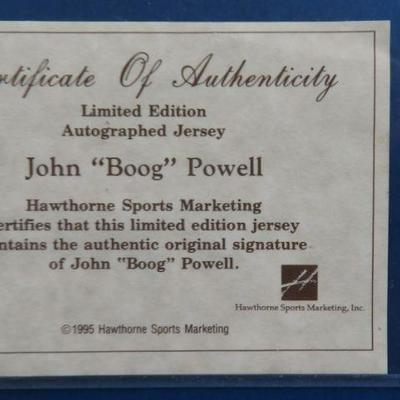 rtificate Of Authenticity
Limited Edition
Autographed Jersey
John "Boog" Powell
Hawthorne Sports Marketing
ertifies that this limited edition jersey
ntains the authentic original signature
of John "Boog" Powell.
Hawthorne Sports Marketing, Inc.
©1995 Hawthorne Sports Marketing